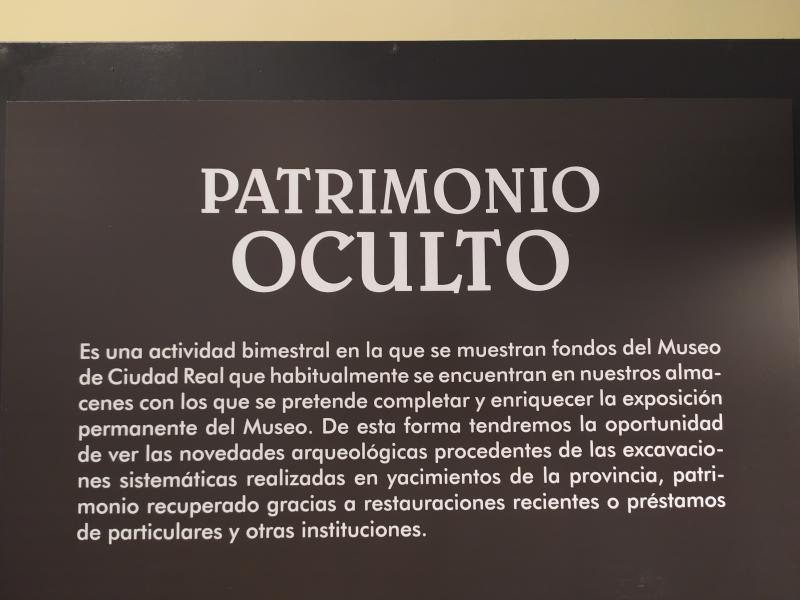 PATRIMONIO
OCULTO
Es una actividad bimestral en la que se muestran fondos del Museo
de Ciudad Real que habitualmente se encuentran en nuestros alma-
cenes con los que se pretende completar y enriquecer la exposición
permanente del Museo. De esta forma tendremos la oportunidad
de ver las novedades arqueológicas procedentes de las excavacio-
nes sistemáticas realizadas en yacimientos de la provincia, patri-
monio recuperado gracias a restauraciones recientes o préstamos
de particulares y otras instituciones.